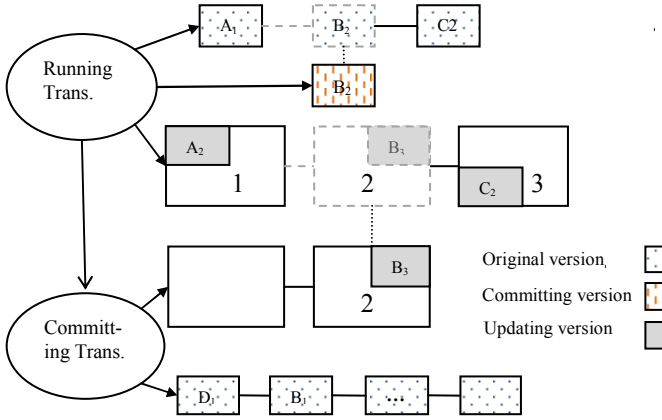 A1 B2 C2
Running
Trans.
B2
A2 B3
1 2 C2 3
B3
2
Original version
Committing version
Updating version
Committ-
ing Trans.
D1 B1 ...